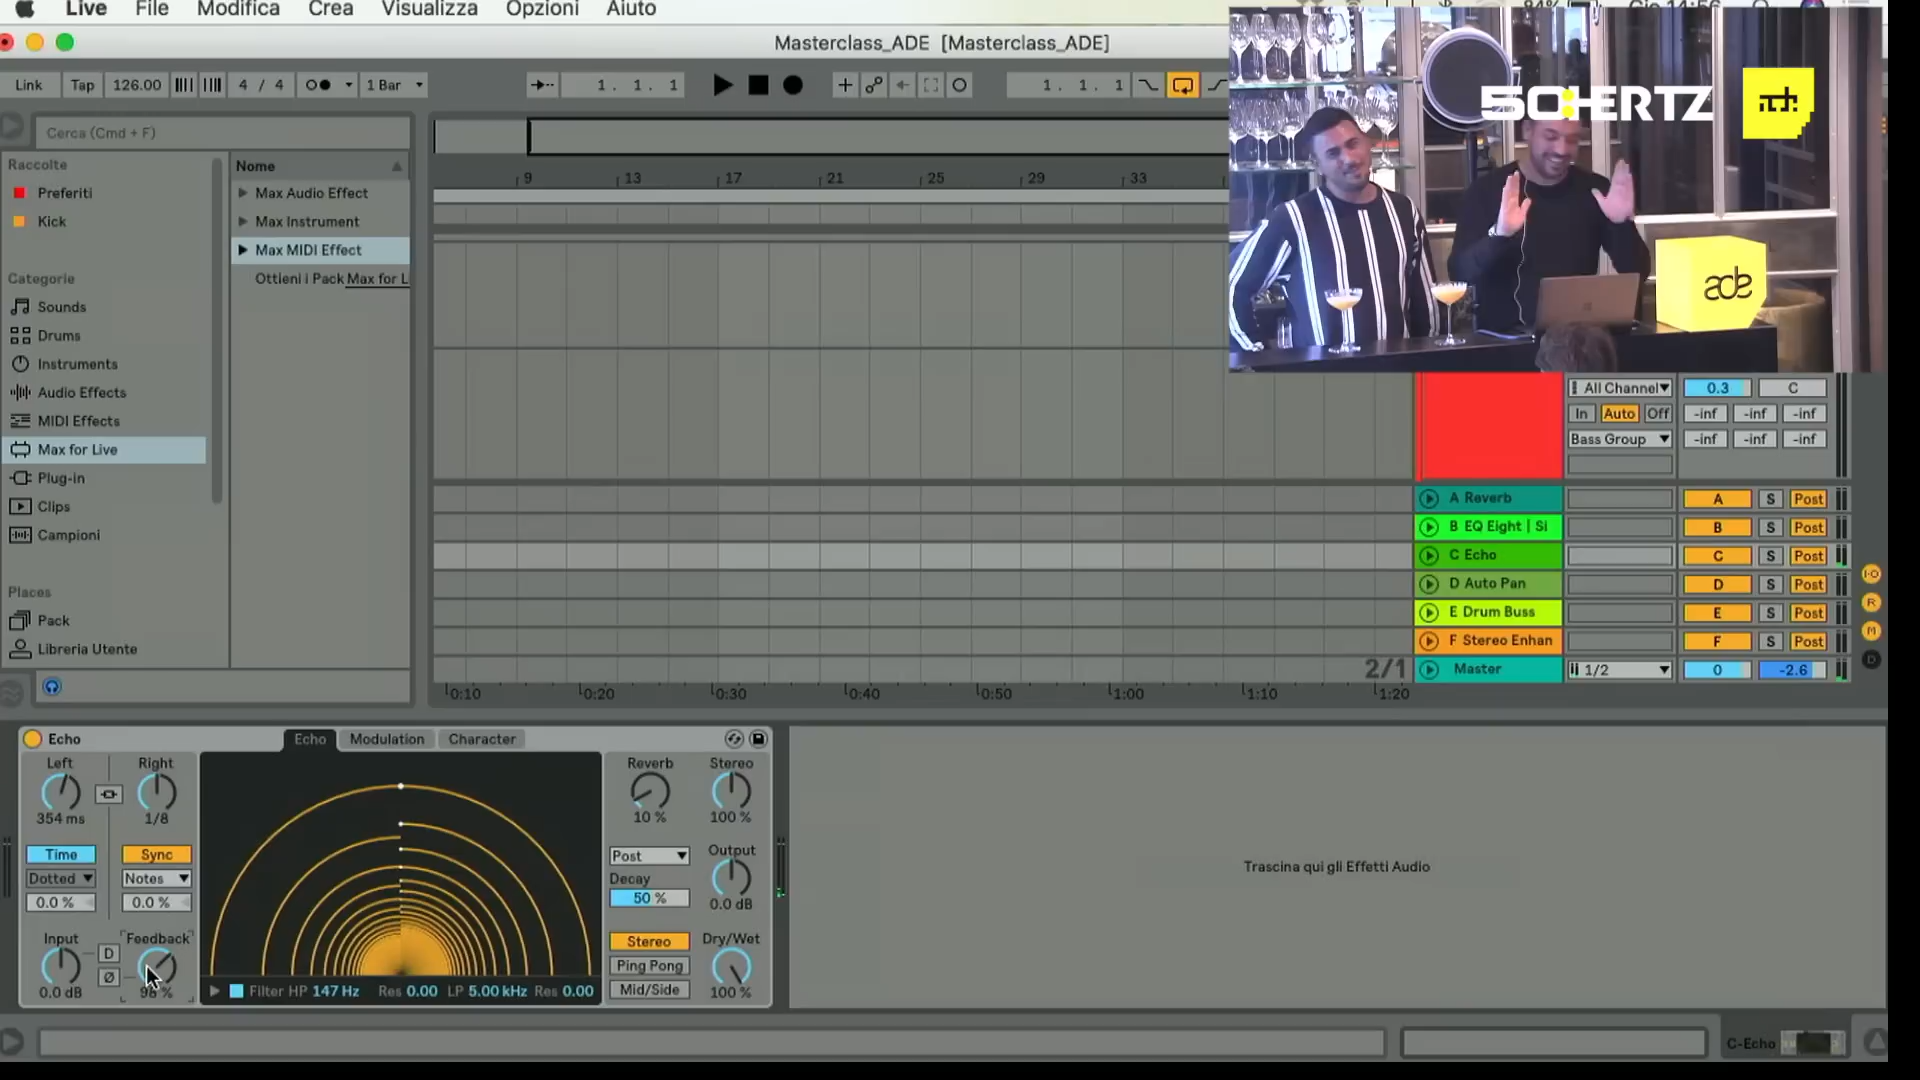 Live File Modifica Crea Visualizza Opzioni Aiuto
Masterclass_ADE [Masterclass_ADE]
Link Tap 126.00 4 / 4 1 Bar 1. 1. 1 1. 1. 1
Cerca (Cmd + F)
Raccolte
Preferiti
Kick
Categorie
Sounds
Drums
Instruments
Audio Effects
MIDI Effects
Max for Live
Plug-in
Clips
Campioni
Places
Pack
Libreria Utente
Nome
Max Audio Effect
Max Instrument
Max MIDI Effect
Ottieni i Pack Max for Li
9 13 17 21 25 29 33
50:HERTZ
ade
All Channel 0.3 C
In Auto Off -inf -inf -inf
Bass Group -inf -inf -inf
A Reverb A S Post
B EQ Eight | Si B S Post
C Echo C S Post
D Auto Pan D S Post
E Drum Buss E S Post
F Stereo Enhan F S Post
2/1 Master 1/2 0 -2.6
0:10 0:20 0:30 0:40 0:50 1:00 1:10 1:20
I·O
R
M
D
Echo Echo Modulation Character
Left Right
354 ms 1/8
Time Sync
Dotted Notes
0.0 % 0.0 %
Input D Feedback
Ø
0.0 dB 98 %
Filter HP 147 Hz Res 0.00 LP 5.00 kHz Res 0.00
Reverb Stereo
10 % 100 %
Post Output
Decay
50 % 0.0 dB
Stereo Dry/Wet
Ping Pong
Mid/Side 100 %
Trascina qui gli Effetti Audio
C-Echo